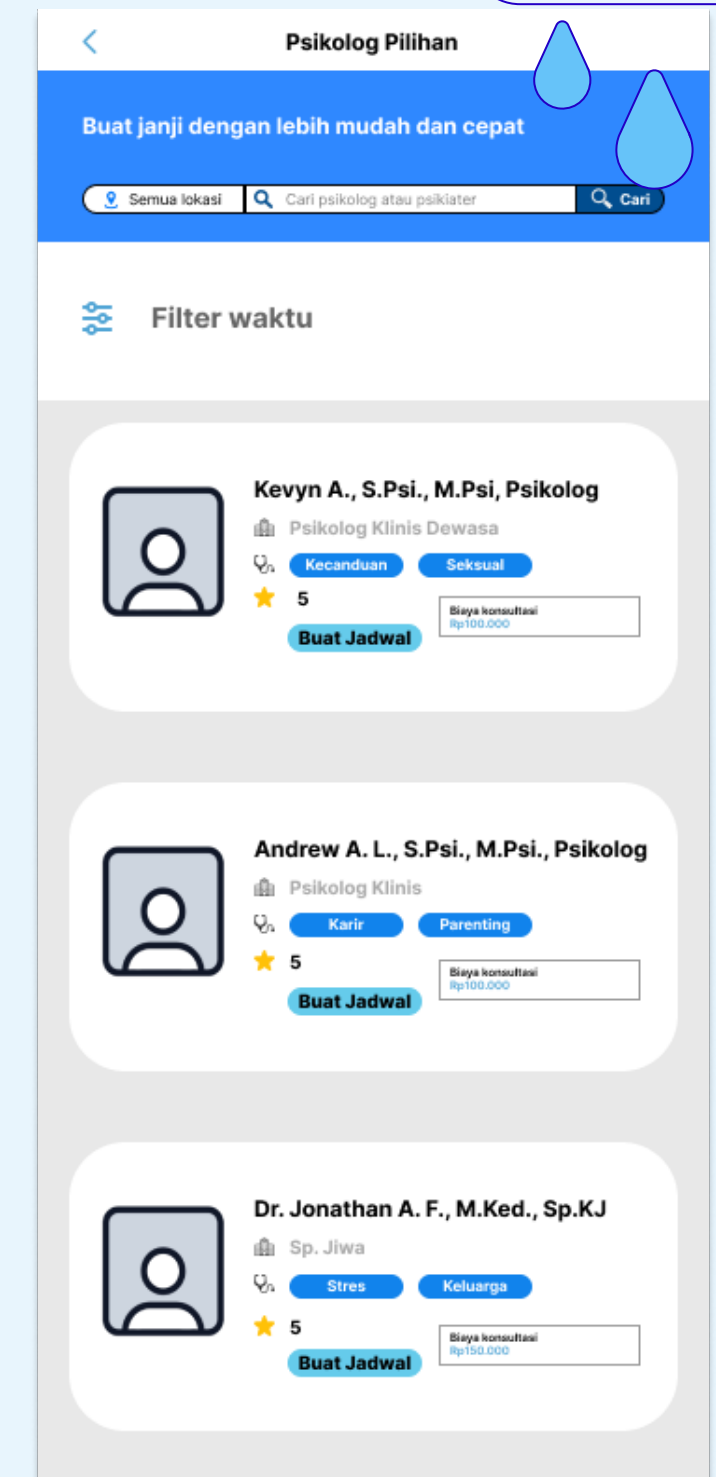 Psikolog Pilihan
Buat janji dengan lebih mudah dan cepat
Semua lokasi Cari psikolog atau psikiater Cari
Filter waktu
Kevyn A., S.Psi., M.Psi, Psikolog
Psikolog Klinis Dewasa
Kecanduan Seksual
5
Biaya konsultasi
Rp100.000
Buat Jadwal
Andrew A. L., S.Psi., M.Psi., Psikolog
Psikolog Klinis
Karir Parenting
5
Biaya konsultasi
Rp100.000
Buat Jadwal
Dr. Jonathan A. F., M.Ked., Sp.KJ
Sp. Jiwa
Stres Keluarga
5
Biaya konsultasi
Rp150.000
Buat Jadwal